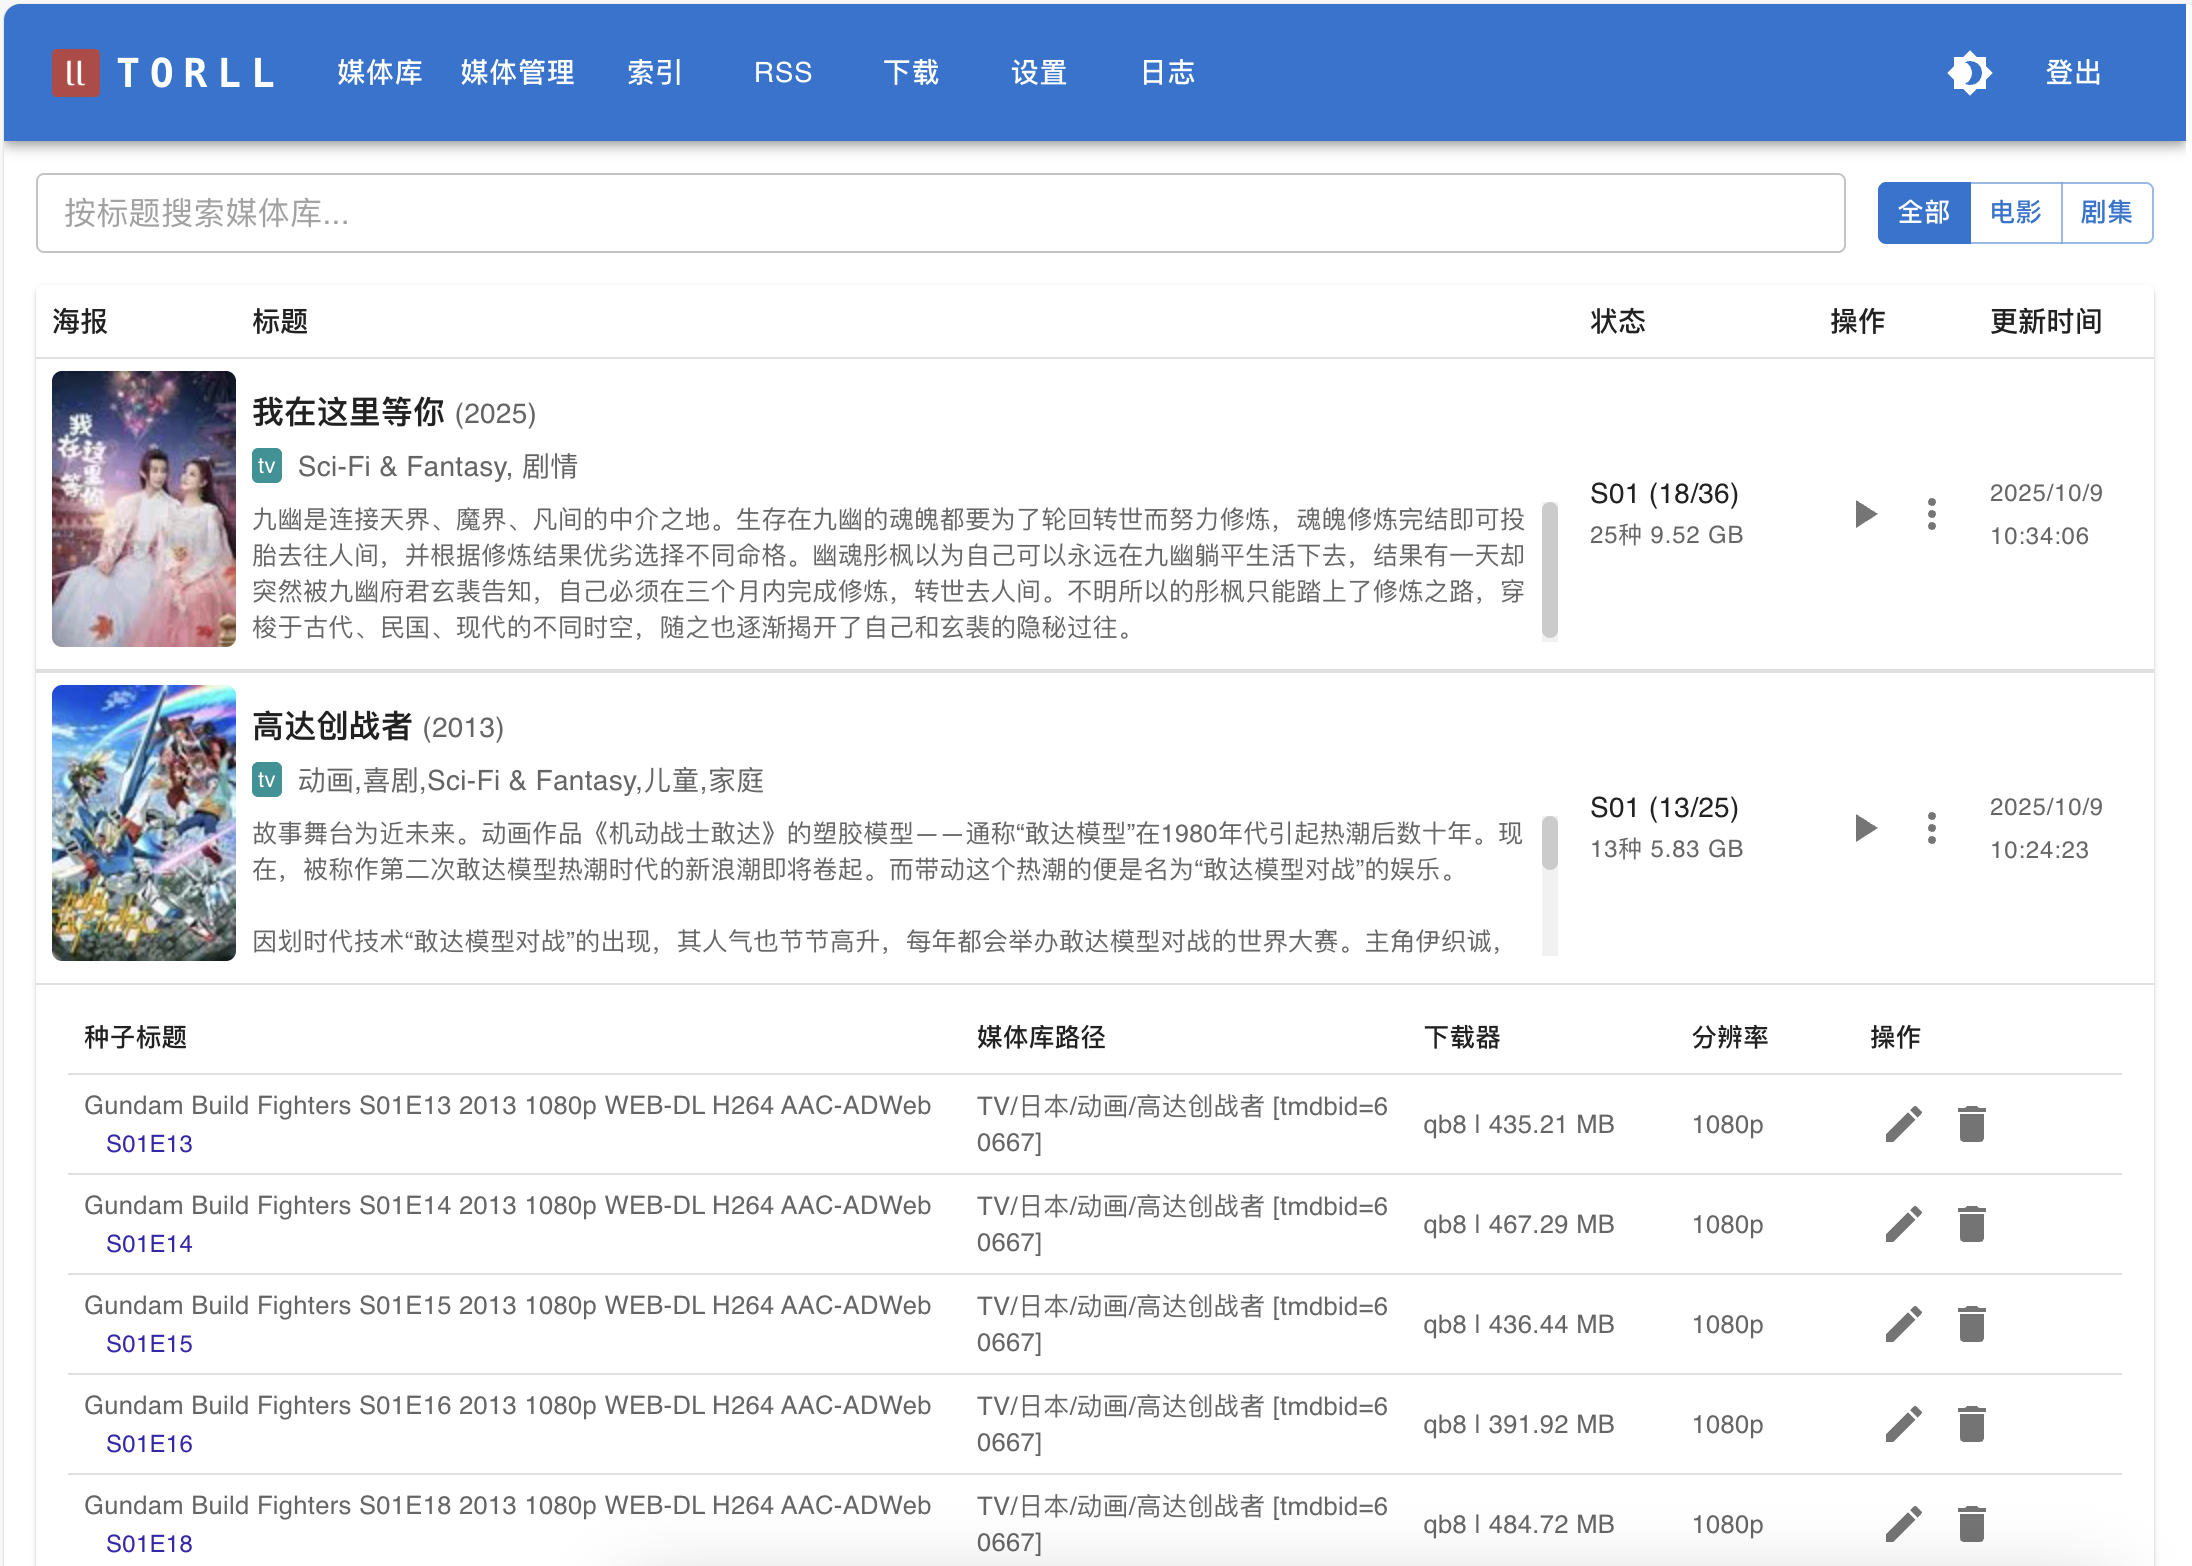 ll TORLL 媒体库 媒体管理 索引 RSS 下载 设置 日志 登出
按标题搜索媒体库... 全部 电影 剧集
海报 标题 状态 操作 更新时间
我在这里等你
我在这里等你 (2025)
tv Sci-Fi & Fantasy, 剧情
九幽是连接天界、魔界、凡间的中介之地。生存在九幽的魂魄都要为了轮回转世而努力修炼，魂魄修炼完结即可投
胎去往人间，并根据修炼结果优劣选择不同命格。幽魂彤枫以为自己可以永远在九幽躺平生活下去，结果有一天却
突然被九幽府君玄裴告知，自己必须在三个月内完成修炼，转世去人间。不明所以的彤枫只能踏上了修炼之路，穿
梭于古代、民国、现代的不同时空，随之也逐渐揭开了自己和玄裴的隐秘过往。
S01 (18/36)
25种 9.52 GB
2025/10/9
10:34:06
高达创战者 (2013)
tv 动画,喜剧,Sci-Fi & Fantasy,儿童,家庭
故事舞台为近未来。动画作品《机动战士敢达》的塑胶模型——通称“敢达模型”在1980年代引起热潮后数十年。现
在，被称作第二次敢达模型热潮时代的新浪潮即将卷起。而带动这个热潮的便是名为“敢达模型对战”的娱乐。
因划时代技术“敢达模型对战”的出现，其人气也节节高升，每年都会举办敢达模型对战的世界大赛。主角伊织诚，
S01 (13/25)
13种 5.83 GB
2025/10/9
10:24:23
种子标题 媒体库路径 下载器 分辨率 操作
Gundam Build Fighters S01E13 2013 1080p WEB-DL H264 AAC-ADWeb
S01E13
TV/日本/动画/高达创战者 [tmdbid=6
0667]
qb8 | 435.21 MB
1080p
Gundam Build Fighters S01E14 2013 1080p WEB-DL H264 AAC-ADWeb
S01E14
TV/日本/动画/高达创战者 [tmdbid=6
0667]
qb8 | 467.29 MB
1080p
Gundam Build Fighters S01E15 2013 1080p WEB-DL H264 AAC-ADWeb
S01E15
TV/日本/动画/高达创战者 [tmdbid=6
0667]
qb8 | 436.44 MB
1080p
Gundam Build Fighters S01E16 2013 1080p WEB-DL H264 AAC-ADWeb
S01E16
TV/日本/动画/高达创战者 [tmdbid=6
0667]
qb8 | 391.92 MB
1080p
Gundam Build Fighters S01E18 2013 1080p WEB-DL H264 AAC-ADWeb
S01E18
TV/日本/动画/高达创战者 [tmdbid=6
0667]
qb8 | 484.72 MB
1080p